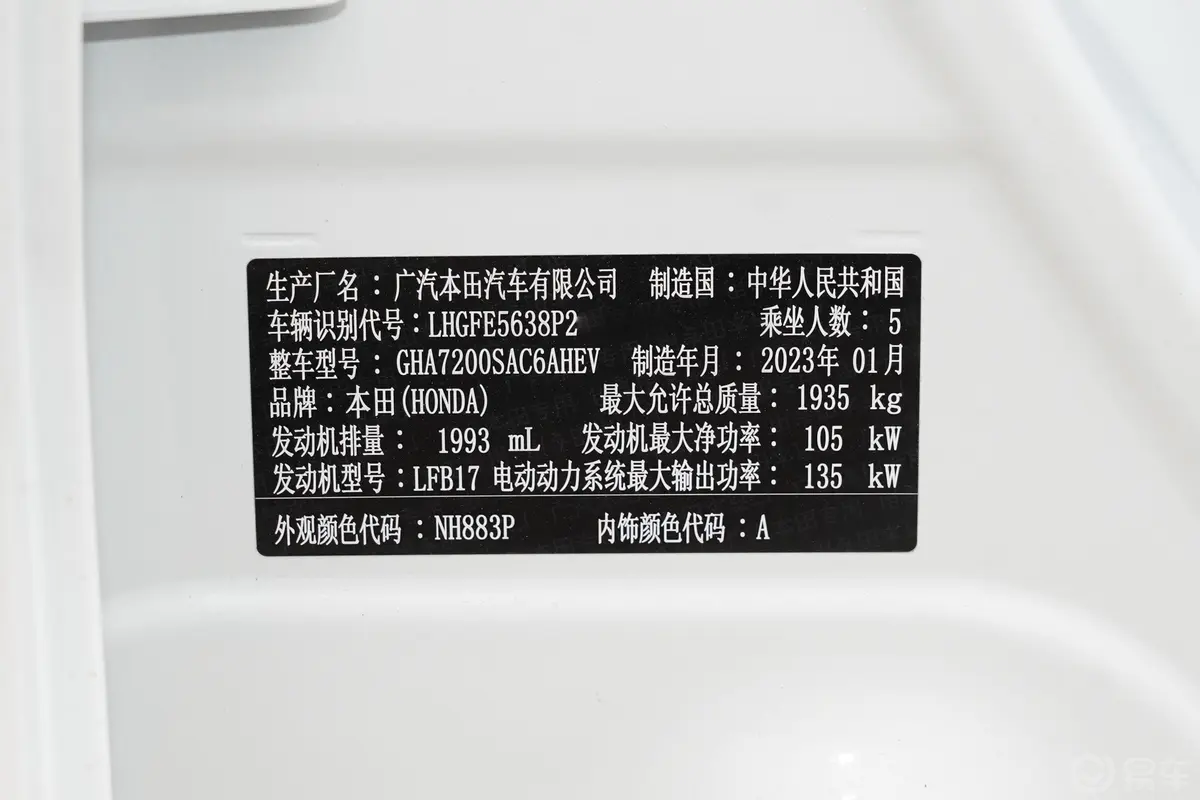 生产厂名：广汽本田汽车有限公司 制造国：中华人民共和国
车辆识别代号：LHGFE5638P2 乘坐人数：5
整车型号：GHA7200SAC6AHEV 制造年月：2023年 01月
品牌：本田(HONDA) 最大允许总质量：1935 kg
发动机排量：1993 mL 发动机最大净功率：105 kW
发动机型号：LFB17 电动动力系统最大输出功率：135 kW
外观颜色代码：NH883P 内饰颜色代码：A
易车